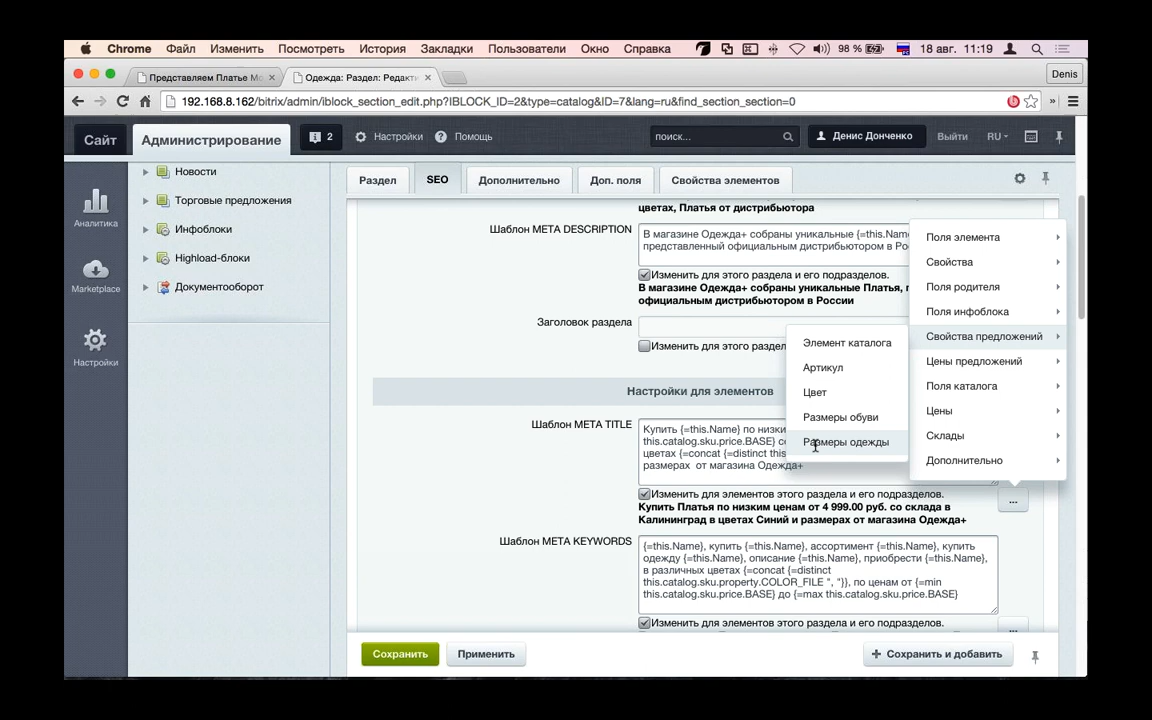 Chrome Файл Изменить Посмотреть История Закладки Пользователи Окно Справка 98 % 18 авг. 11:19
Представляем Платье Мо
Одежда: Раздел: Редакти
Denis
192.168.8.162/bitrix/admin/iblock_section_edit.php?IBLOCK_ID=2&type=catalog&ID=7&lang=ru&find_section_section=0
Сайт Администрирование 2 Настройки Помощь поиск... Денис Донченко Выйти RU
Аналитика
Marketplace
Настройки
Новости
Торговые предложения
Инфоблоки
Highload-блоки
Документооборот
Раздел SEO Дополнительно Доп. поля Свойства элементов
цветах, Платья от дистрибьютора
Шаблон META DESCRIPTION
В магазине Одежда+ собраны уникальные {=this.Name
представленный официальным дистрибьютором в Ро
Изменить для этого раздела и его подразделов.
В магазине Одежда+ собраны уникальные Платья,
официальным дистрибьютором в России
Заголовок раздела
Изменить для этого раздел
Настройки для элементов
Шаблон META TITLE
Купить {=this.Name} по низки
this.catalog.sku.price.BASE} со
цветах {=concat {=distinct this
размерах от магазина Одежда+
Изменить для элементов этого раздела и его подразделов.
...
Купить Платья по низким ценам от 4 999.00 руб. со склада в
Калининград в цветах Синий и размерах от магазина Одежда+
Шаблон META KEYWORDS
{=this.Name}, купить {=this.Name}, ассортимент {=this.Name}, купить
одежду {=this.Name}, описание {=this.Name}, приобрести {=this.Name},
в различных цветах {=concat {=distinct
this.catalog.sku.property.COLOR_FILE ", "}}, по ценам от {=min
this.catalog.sku.price.BASE} до {=max this.catalog.sku.price.BASE}
Изменить для элементов этого раздела и его подразделов.
...
Поля элемента
Свойства
Поля родителя
Поля инфоблока
Свойства предложений
Цены предложений
Поля каталога
Цены
Склады
Дополнительно
Элемент каталога
Артикул
Цвет
Размеры обуви
Размеры одежды
Сохранить Применить + Сохранить и добавить